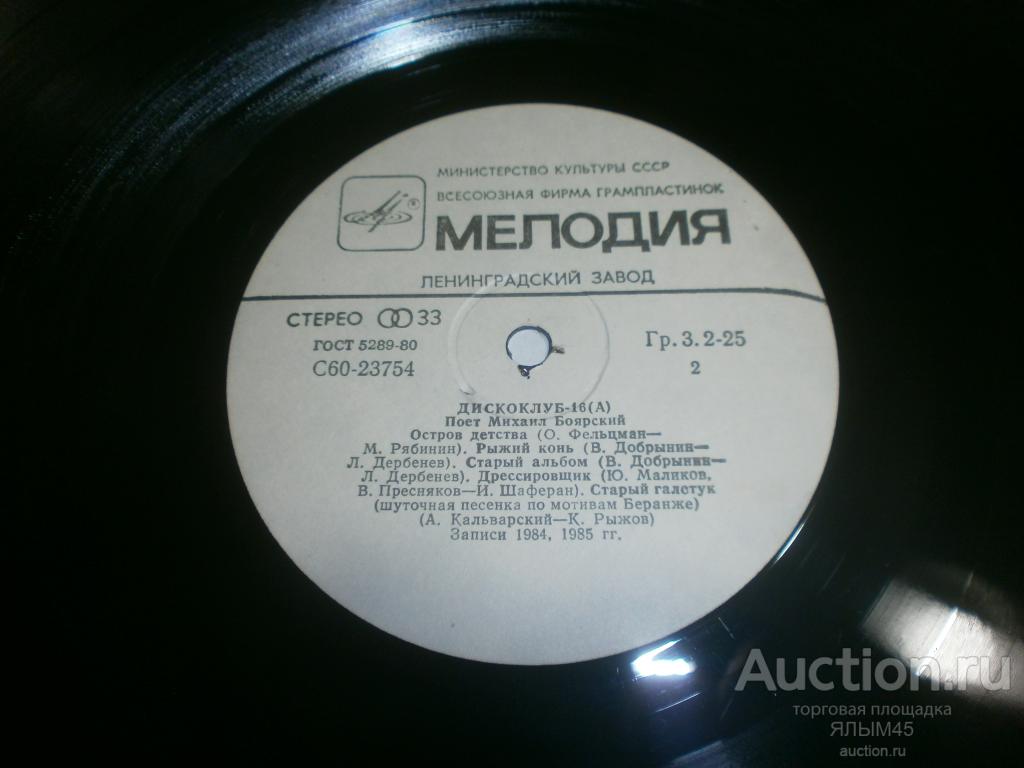 МИНИСТЕРСТВО КУЛЬТУРЫ СССР
ВСЕСОЮЗНАЯ ФИРМА ГРАМПЛАСТИНОК
МЕЛОДИЯ
ЛЕНИНГРАДСКИЙ ЗАВОД
СТЕРЕО 33
ГОСТ 5289-80
С60-23754
Гр. 3. 2-25
2
ДИСКОКЛУБ-16(А)
Поет Михаил Боярский
Остров детства (О. Фельцман—
М. Рябинин). Рыжий конь (В. Добрынин—
Л. Дербенев). Старый альбом (В. Добрынин—
Л. Дербенев). Дрессировщик (Ю. Маликов,
В. Пресняков—И. Шаферан). Старый галстук
(шуточная песенка по мотивам Беранже)
(А. Кальварский—К. Рыжов)
Записи 1984, 1985 гг.
Auction.ru
торговая площадка
ЯЛЫМ45
auction.ru